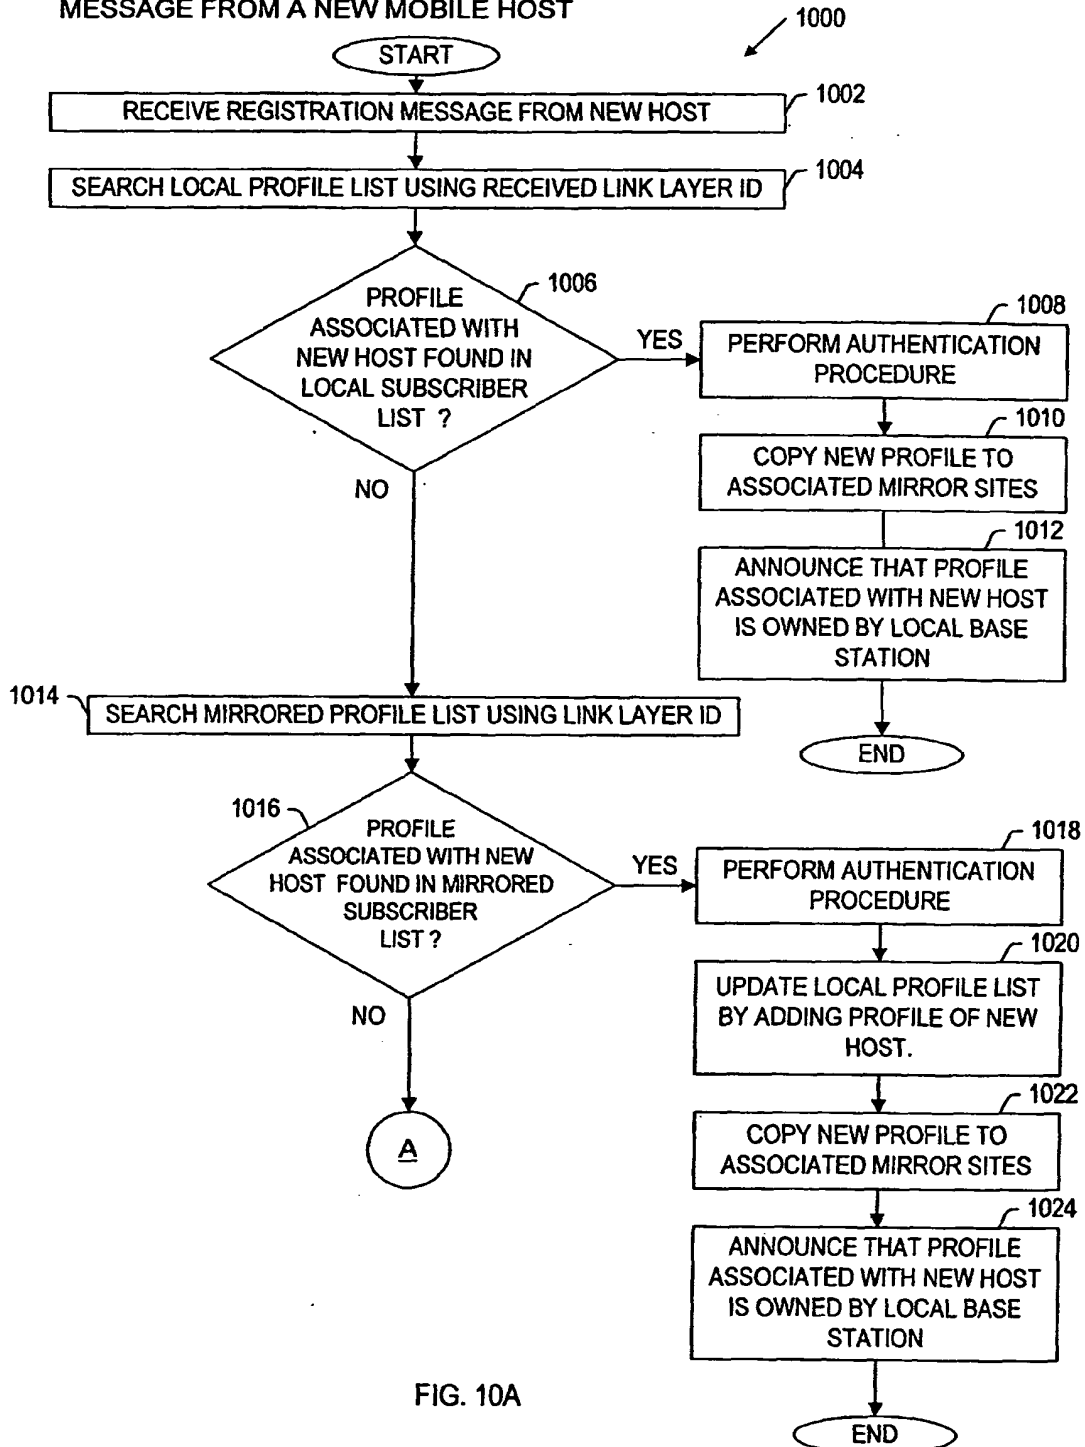 MESSAGE FROM A NEW MOBILE HOST
1000
START
1002
RECEIVE REGISTRATION MESSAGE FROM NEW HOST
1004
SEARCH LOCAL PROFILE LIST USING RECEIVED LINK LAYER ID
1006
PROFILE
ASSOCIATED WITH
NEW HOST FOUND IN
LOCAL SUBSCRIBER
LIST ?
YES
NO
1008
PERFORM AUTHENTICATION
PROCEDURE
1010
COPY NEW PROFILE TO
ASSOCIATED MIRROR SITES
1012
ANNOUNCE THAT PROFILE
ASSOCIATED WITH NEW HOST
IS OWNED BY LOCAL BASE
STATION
END
1014
SEARCH MIRRORED PROFILE LIST USING LINK LAYER ID
1016
PROFILE
ASSOCIATED WITH NEW
HOST FOUND IN MIRRORED
SUBSCRIBER
LIST ?
YES
NO
A
1018
PERFORM AUTHENTICATION
PROCEDURE
1020
UPDATE LOCAL PROFILE LIST
BY ADDING PROFILE OF NEW
HOST.
1022
COPY NEW PROFILE TO
ASSOCIATED MIRROR SITES
1024
ANNOUNCE THAT PROFILE
ASSOCIATED WITH NEW HOST
IS OWNED BY LOCAL BASE
STATION
END
FIG. 10A